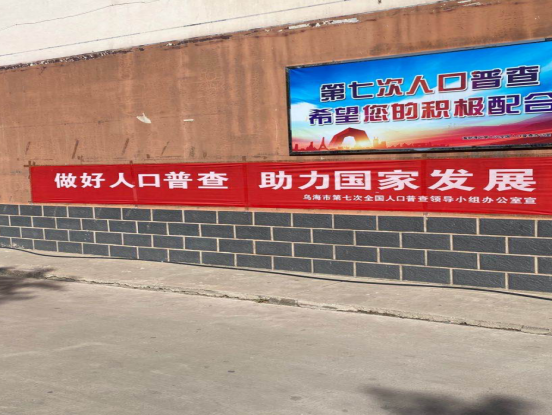 第七次人口普查
希望您的积极配合
做好人口普查 助力国家发展
乌海市第七次全国人口普查领导小组办公室宣